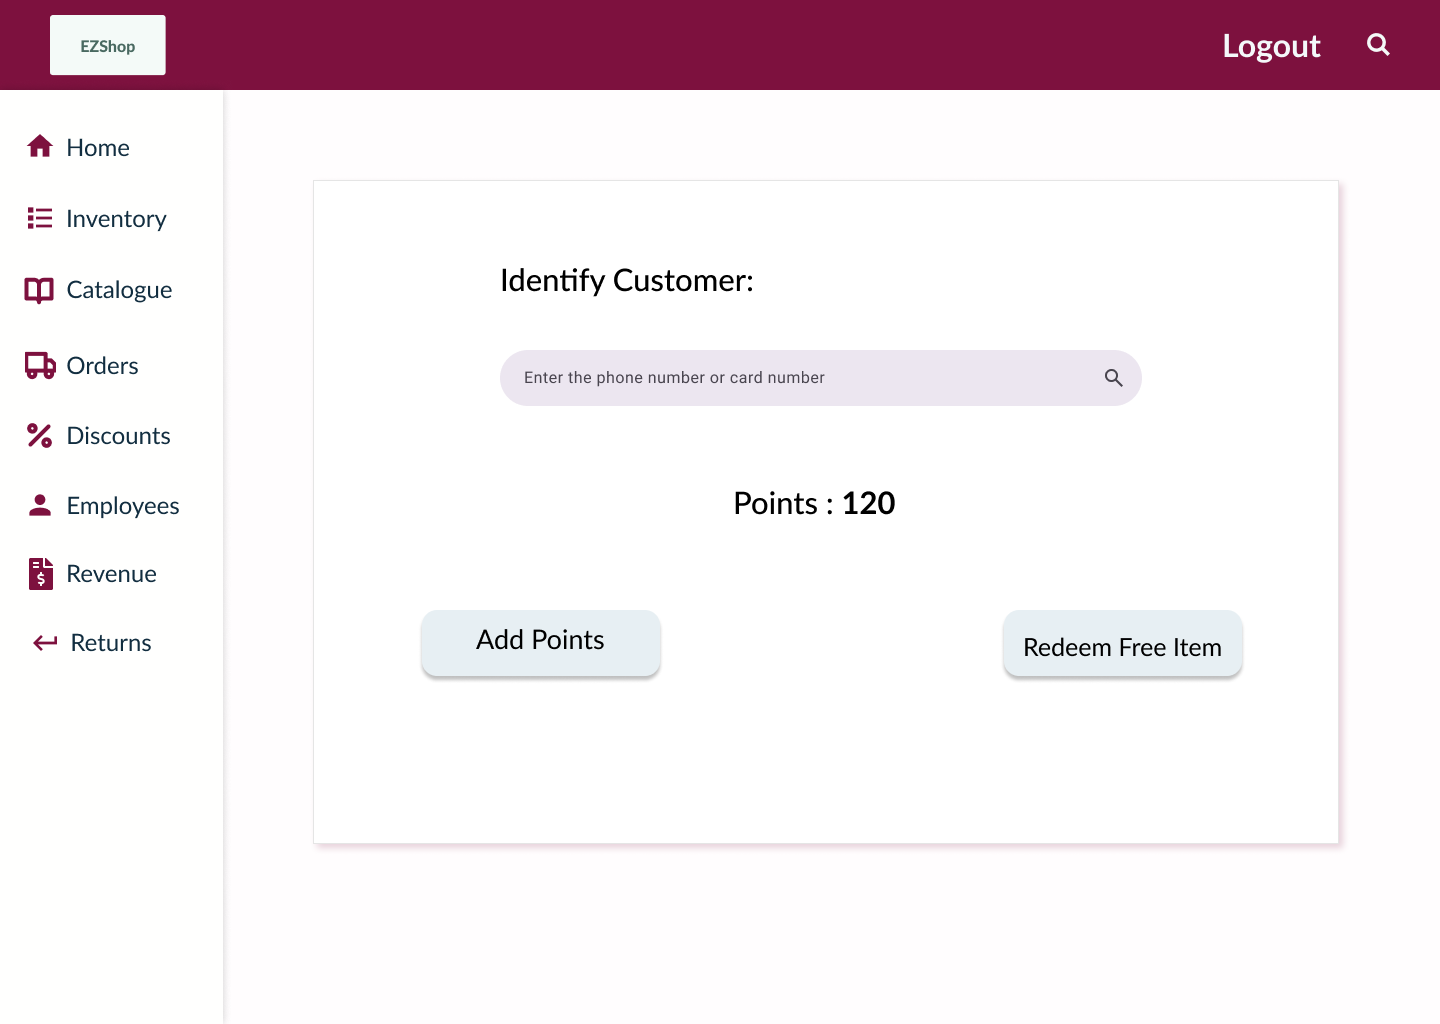 EZShop
Logout
Home
Inventory
Catalogue
Orders
Discounts
Employees
Revenue
Returns
Identify Customer:
Enter the phone number or card number
Points : 120
Add Points
Redeem Free Item